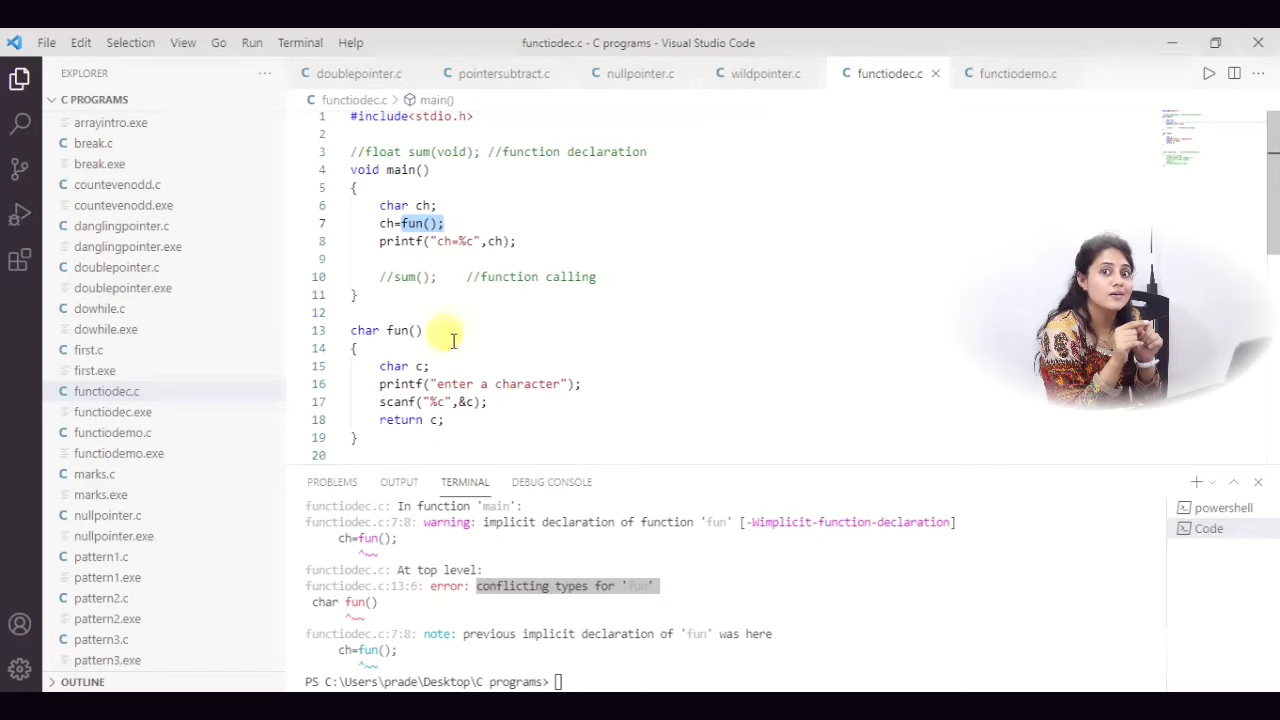 File Edit Selection View Go Run Terminal Help functiodec.c - C programs - Visual Studio Code
EXPLORER
C PROGRAMS
arrayintro.exe
C break.c
break.exe
C countevenodd.c
countevenodd.exe
C danglingpointer.c
danglingpointer.exe
C doublepointer.c
doublepointer.exe
C dowhile.c
dowhile.exe
C first.c
first.exe
C functiodec.c
functiodec.exe
C functiodemo.c
functiodemo.exe
C marks.c
marks.exe
C nullpointer.c
nullpointer.exe
C pattern1.c
pattern1.exe
C pattern2.c
pattern2.exe
C pattern3.c
pattern3.exe
OUTLINE
C doublepointer.c C pointersubtract.c C nullpointer.c C wildpointer.c C functiodec.c C functiodemo.c
C functiodec.c > main()
1 #include<stdio.h>
2
3 //float sum(void); //function declaration
4 void main()
5 {
6 char ch;
7 ch=fun();
8 printf("ch=%c",ch);
9
10 //sum(); //function calling
11 }
12
13 char fun()
14 {
15 char c;
16 printf("enter a character");
17 scanf("%c",&c);
18 return c;
19 }
20
PROBLEMS OUTPUT TERMINAL DEBUG CONSOLE
functiodec.c: In function 'main':
functiodec.c:7:8: warning: implicit declaration of function 'fun' [-Wimplicit-function-declaration]
ch=fun();
^~~
functiodec.c: At top level:
functiodec.c:13:6: error: conflicting types for 'fun'
char fun()
^~~
functiodec.c:7:8: note: previous implicit declaration of 'fun' was here
ch=fun();
^~~
PS C:\Users\prade\Desktop\C programs>
powershell
Code